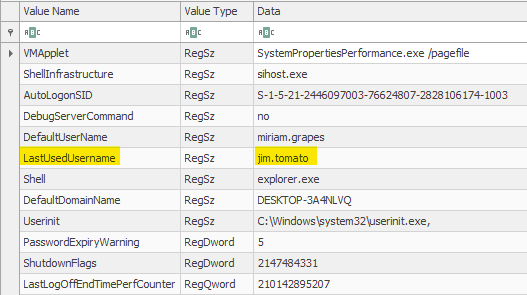 Value Name Value Type Data
ABC ABC ABC
VMApplet RegSz SystemPropertiesPerformance.exe /pagefile
ShellInfrastructure RegSz sihost.exe
AutoLogonSID RegSz S-1-5-21-2446097003-76624807-2828106174-1003
DebugServerCommand RegSz no
DefaultUserName RegSz miriam.grapes
LastUsedUsername RegSz jim.tomato
Shell RegSz explorer.exe
DefaultDomainName RegSz DESKTOP-3A4NLVQ
Userinit RegSz C:\Windows\system32\userinit.exe,
PasswordExpiryWarning RegDword 5
ShutdownFlags RegDword 2147484331
LastLogOffEndTimePerfCounter RegQword 210142895207